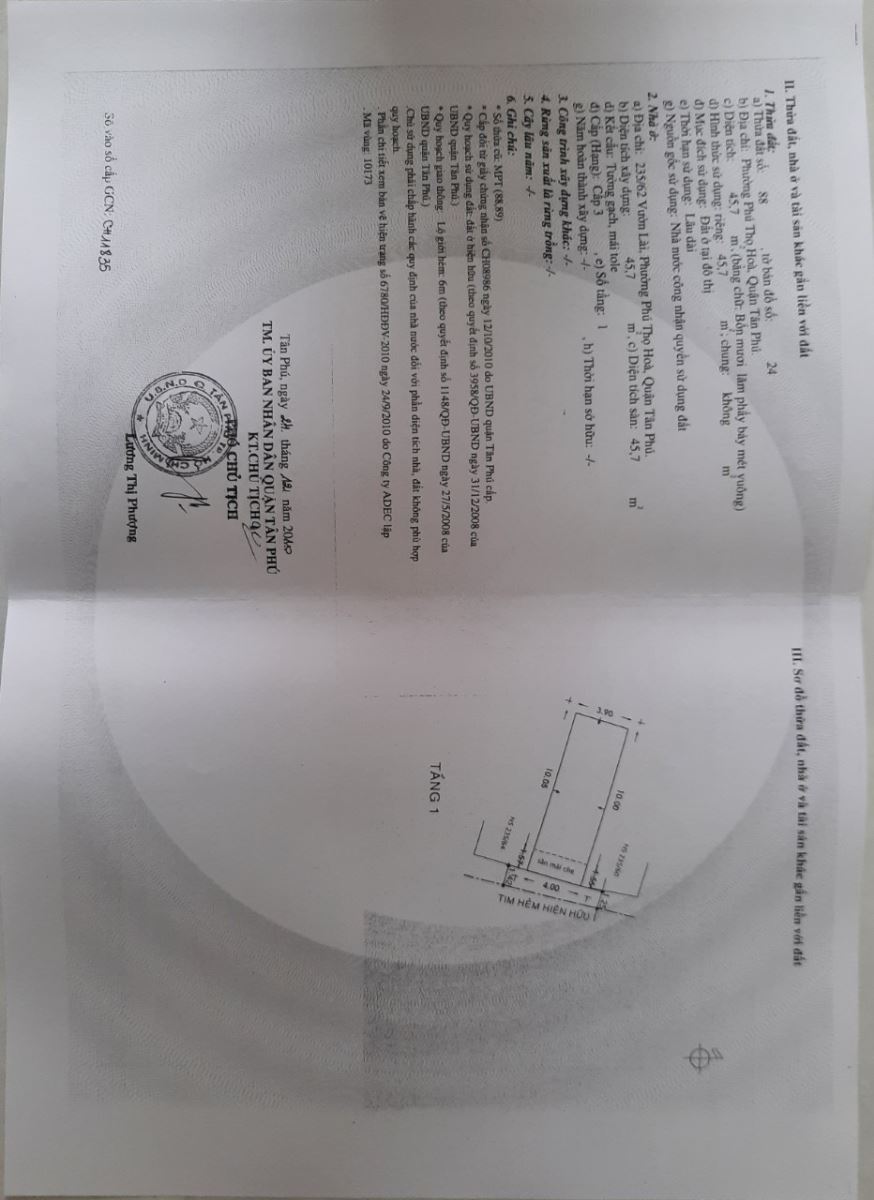 II. Thửa đất, nhà ở và tài sản khác gắn liền với đất
1. Thửa đất:
a) Thửa đất số: 88 , tờ bản đồ số: 24
b) Địa chỉ: Phường Phú Thọ Hoà, Quận Tân Phú.
c) Diện tích: 45,7 m², (bằng chữ: Bốn mươi lăm phẩy bảy mét vuông)
d) Hình thức sử dụng: riêng: 45,7 m², chung: không m²
đ) Mục đích sử dụng: Đất ở tại đô thị
e) Thời hạn sử dụng: Lâu dài
g) Nguồn gốc sử dụng: Nhà nước công nhận quyền sử dụng đất
2. Nhà ở:
a) Địa chỉ: 235/62 Vườn Lài, Phường Phú Thọ Hoà, Quận Tân Phú.
b) Diện tích xây dựng: 45,7 m², c) Diện tích sàn: 45,7 m²
d) Kết cấu: Tường gạch, mái tole
đ) Cấp (Hạng): Cấp 3 , e) Số tầng: 1
g) Năm hoàn thành xây dựng: -/- , h) Thời hạn sở hữu: -/-
3. Công trình xây dựng khác: -/-
4. Rừng sản xuất là rừng trồng: -/-
5. Cây lâu năm: -/-
6. Ghi chú:
* Số thửa cũ: MPT (88,89)
* Cấp đổi từ giấy chứng nhận số CH08986 ngày 12/10/2010 do UBND quận Tân Phú cấp
* Quy hoạch sử dụng đất: đất ở hiện hữu (theo quyết định số 3958/QĐ-UBND ngày 31/12/2008 của
UBND quận Tân Phú.)
* Quy hoạch giao thông: Lộ giới hẻm: 6m (theo quyết định số 1148/QĐ-UBND ngày 27/5/2008 của
UBND quận Tân Phú.)
.Chủ sử dụng phải chấp hành các quy định của nhà nước đối với phần diện tích nhà, đất không phù hợp
quy hoạch.
. Phần chi tiết xem bản vẽ hiện trạng số 6780/HĐĐV-2010 ngày 24/9/2010 do Công ty ADEC lập
. Mã vùng: 10173
Tân Phú, ngày 24 tháng 12 năm 2010
TM. ỦY BAN NHÂN DÂN QUẬN TÂN PHÚ
KT.CHỦ TỊCH
PHÓ CHỦ TỊCH
U.B.N.D Q. TÂN PHÚ
Lương Thị Phượng
Số vào sổ cấp GCN: CH11835
III. Sơ đồ thửa đất, nhà ở và tài sản khác gắn liền với đất
3.90
10.00
10.05
NS 235/60
NS 235/64
sân mái che
4.00
TIM HẺM HIỆN HỮU
TẦNG 1